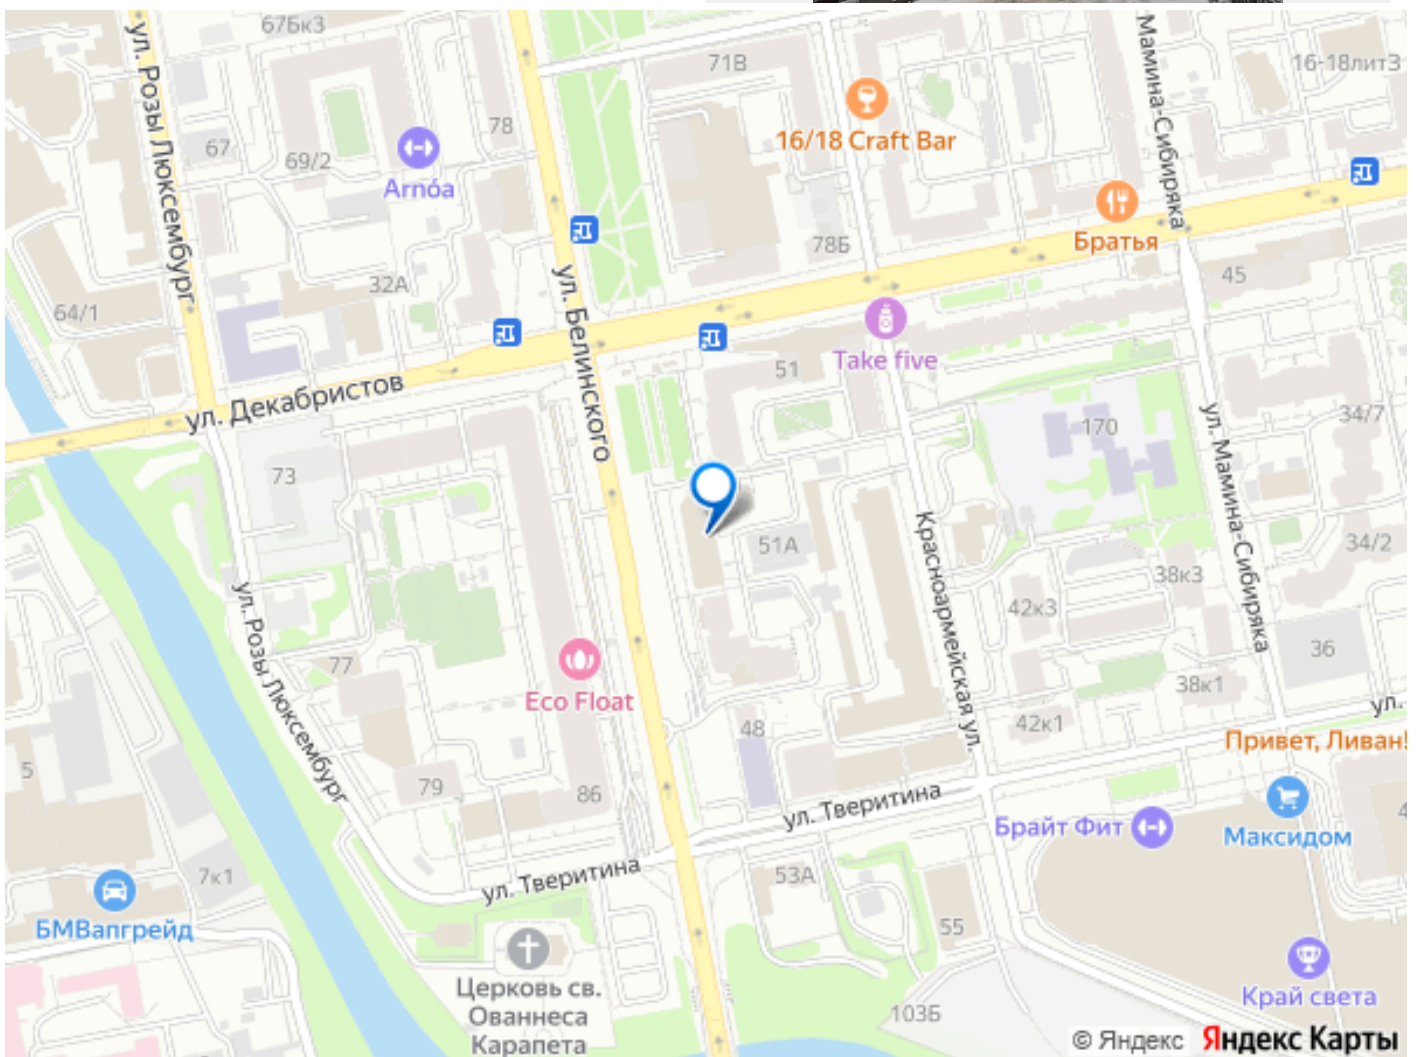 67Бк3
ул. Розы Люксембург
71В
Мамина-Сибиряка
16-18лит3
78
16/18 Craft Bar
67
69/2
Arnóa
Братья
78Б
45
32А
64/1
ул. Белинского
Take five
51
ул. Декабристов
34/7
170
73
ул. Мамина-Сибиряка
51А
Красноармейская ул.
34/2
38к3
42к3
ул. Розы Люксембург
36
77
Eco Float
38к1
ул.
48
42к1
Привет, Ливан!
5
79
86
ул. Тверитина
Брайт Фит
Максидом
4
7к1
ул. Тверитина
53А
БМВапгрейд
55
Церковь св.
Ованнеса
Карапета
Край света
103Б
© Яндекс Яндекс Карты